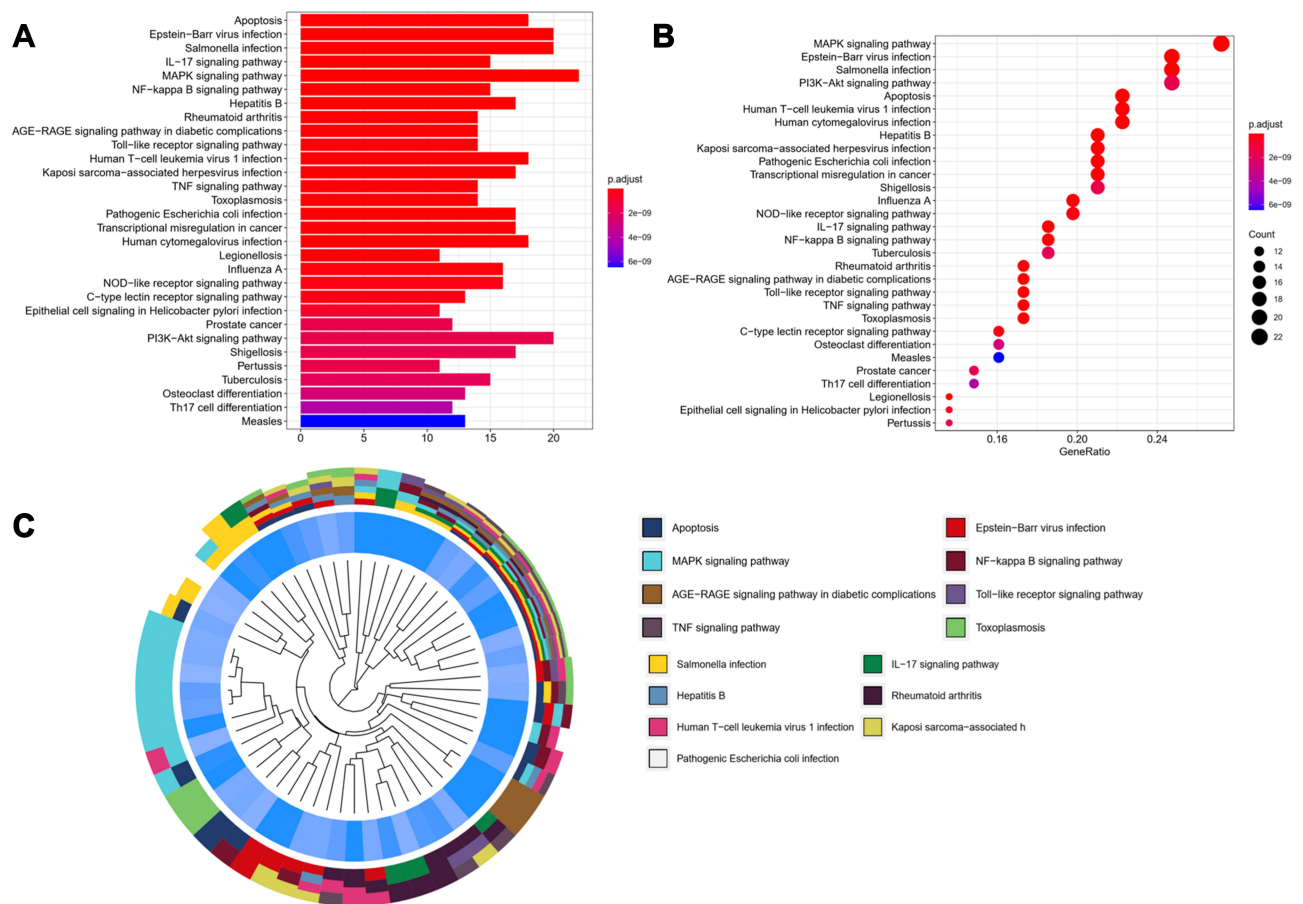 A
Apoptosis
Epstein−Barr virus infection
Salmonella infection
IL−17 signaling pathway
MAPK signaling pathway
NF−kappa B signaling pathway
Hepatitis B
Rheumatoid arthritis
AGE−RAGE signaling pathway in diabetic complications
Toll−like receptor signaling pathway
Human T−cell leukemia virus 1 infection
Kaposi sarcoma−associated herpesvirus infection
TNF signaling pathway
Toxoplasmosis
Pathogenic Escherichia coli infection
Transcriptional misregulation in cancer
Human cytomegalovirus infection
Legionellosis
Influenza A
NOD−like receptor signaling pathway
C−type lectin receptor signaling pathway
Epithelial cell signaling in Helicobacter pylori infection
Prostate cancer
PI3K−Akt signaling pathway
Shigellosis
Pertussis
Tuberculosis
Osteoclast differentiation
Th17 cell differentiation
Measles
0 5 10 15 20
p.adjust
2e−09
4e−09
6e−09
B
MAPK signaling pathway
Epstein−Barr virus infection
Salmonella infection
PI3K−Akt signaling pathway
Apoptosis
Human T−cell leukemia virus 1 infection
Human cytomegalovirus infection
Hepatitis B
Kaposi sarcoma−associated herpesvirus infection
Pathogenic Escherichia coli infection
Transcriptional misregulation in cancer
Shigellosis
Influenza A
NOD−like receptor signaling pathway
IL−17 signaling pathway
NF−kappa B signaling pathway
Tuberculosis
Rheumatoid arthritis
AGE−RAGE signaling pathway in diabetic complications
Toll−like receptor signaling pathway
TNF signaling pathway
Toxoplasmosis
C−type lectin receptor signaling pathway
Osteoclast differentiation
Measles
Prostate cancer
Th17 cell differentiation
Legionellosis
Epithelial cell signaling in Helicobacter pylori infection
Pertussis
0.16 0.20 0.24
GeneRatio
p.adjust
2e−09
4e−09
6e−09
Count
12
14
16
18
20
22
C
Apoptosis Epstein−Barr virus infection
MAPK signaling pathway NF−kappa B signaling pathway
AGE−RAGE signaling pathway in diabetic complications Toll−like receptor signaling pathway
TNF signaling pathway Toxoplasmosis
Salmonella infection IL−17 signaling pathway
Hepatitis B Rheumatoid arthritis
Human T−cell leukemia virus 1 infection Kaposi sarcoma−associated h
Pathogenic Escherichia coli infection